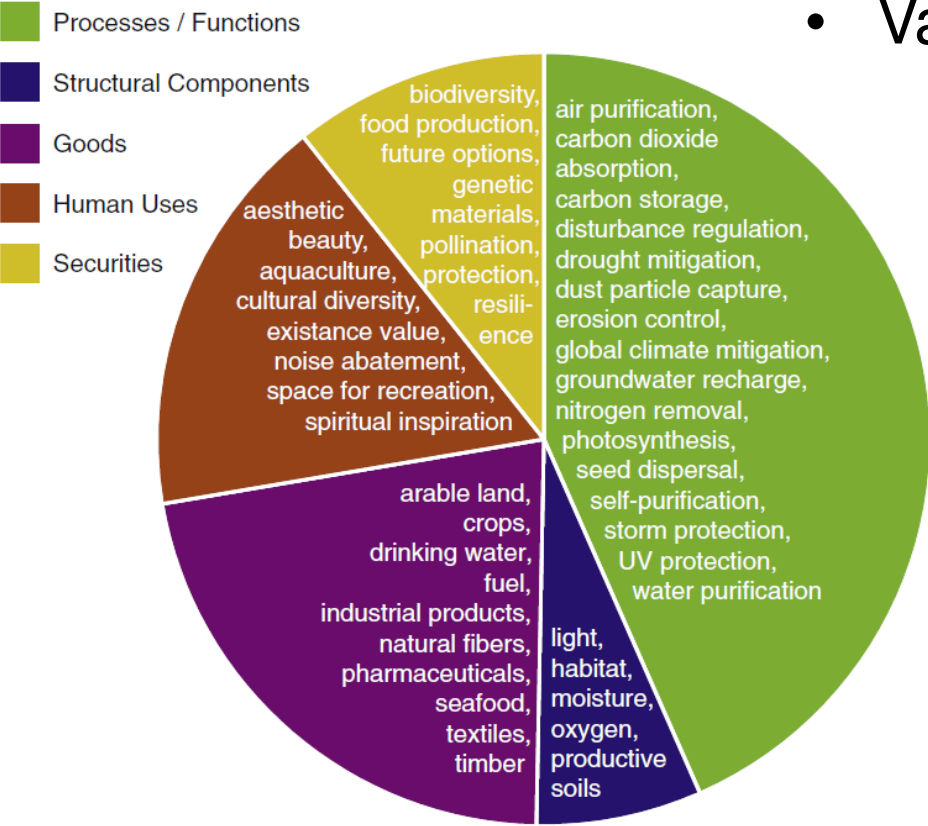 Processes / Functions
Structural Components
Goods
Human Uses
Securities
•
biodiversity,
food production,
future options,
genetic
materials,
pollination,
protection,
resili-
ence
air purification,
carbon dioxide
absorption,
carbon storage,
disturbance regulation,
drought mitigation,
dust particle capture,
erosion control,
global climate mitigation,
groundwater recharge,
nitrogen removal,
photosynthesis,
seed dispersal,
self-purification,
storm protection,
UV protection,
water purification
aesthetic
beauty,
aquaculture,
cultural diversity,
existance value,
noise abatement,
space for recreation,
spiritual inspiration
arable land,
crops,
drinking water,
fuel,
industrial products,
natural fibers,
pharmaceuticals,
seafood,
textiles,
timber
light,
habitat,
moisture,
oxygen,
productive
soils